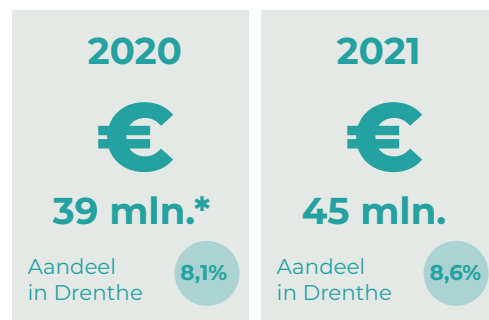 2020
€
39 mln.*
Aandeel
in Drenthe
8,1%
2021
€
45 mln.
Aandeel
in Drenthe
8,6%